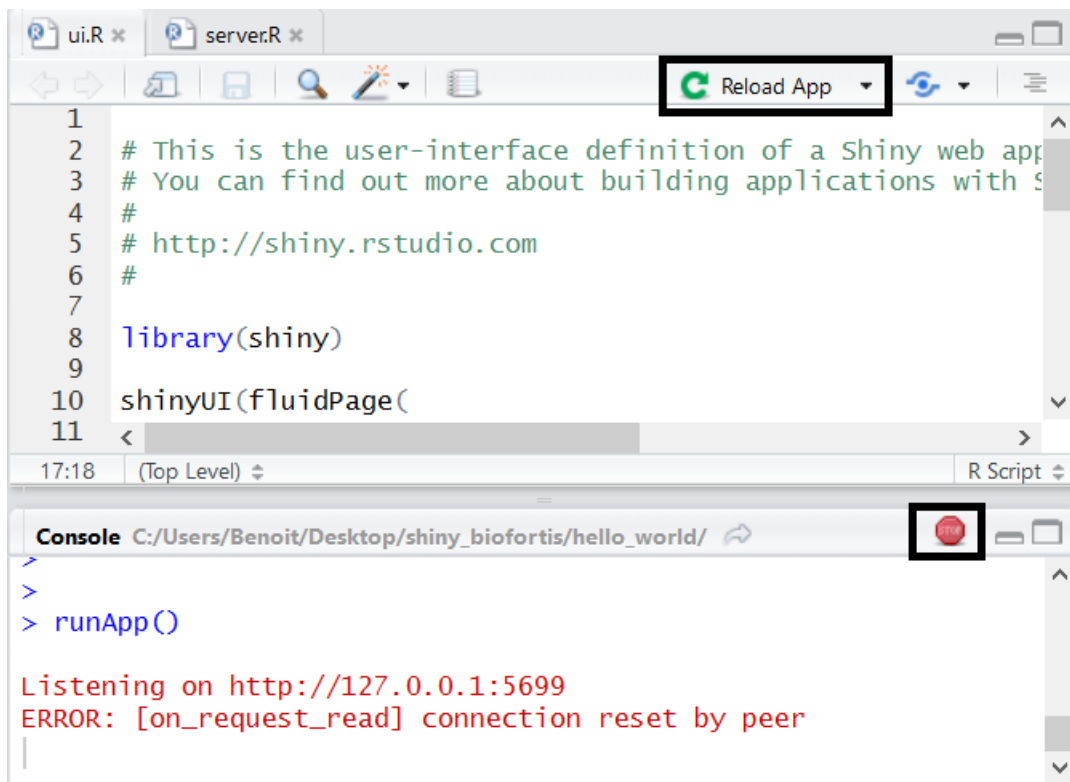 ui.R × server.R ×
Reload App
1
2 # This is the user-interface definition of a Shiny web app
3 # You can find out more about building applications with S
4 #
5 # http://shiny.rstudio.com
6 #
7
8 library(shiny)
9
10 shinyUI(fluidPage(
11
17:18 (Top Level) R Script
Console C:/Users/Benoit/Desktop/shiny_biofortis/hello_world/ STOP
>
>
> runApp()
Listening on http://127.0.0.1:5699
ERROR: [on_request_read] connection reset by peer